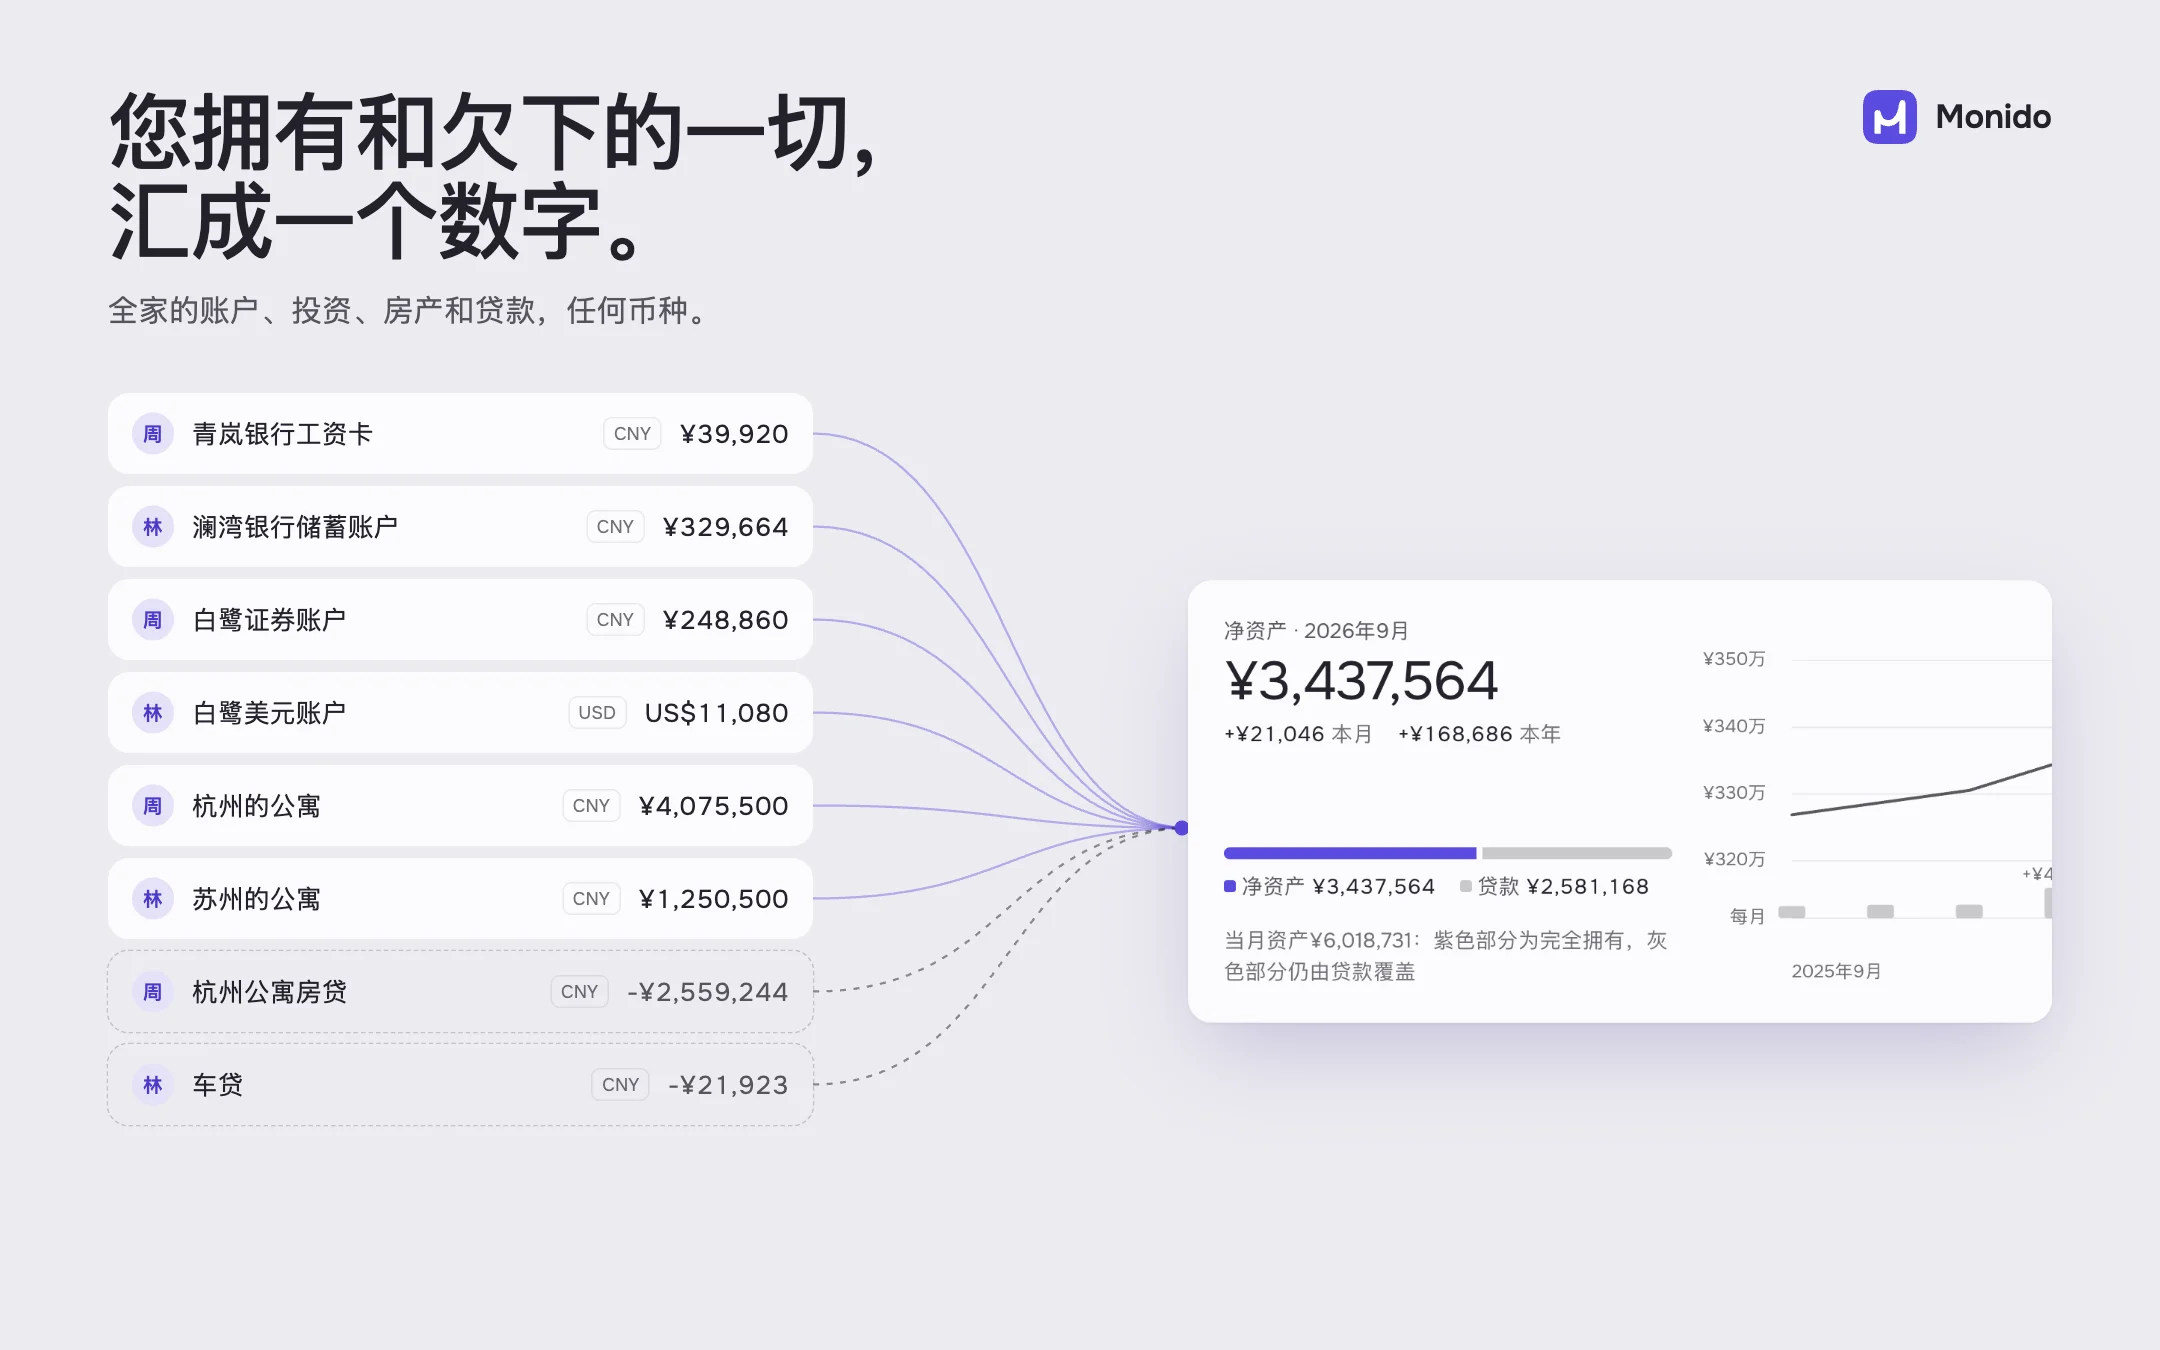 您拥有和欠下的一切，
汇成一个数字。
全家的账户、投资、房产和贷款，任何币种。
Monido
周 青岚银行工资卡 CNY ¥39,920
林 澜湾银行储蓄账户 CNY ¥329,664
周 白鹭证券账户 CNY ¥248,860
林 白鹭美元账户 USD US$11,080
周 杭州的公寓 CNY ¥4,075,500
林 苏州的公寓 CNY ¥1,250,500
周 杭州公寓房贷 CNY -¥2,559,244
林 车贷 CNY -¥21,923
净资产 · 2026年9月
¥3,437,564
+¥21,046 本月 +¥168,686 本年
净资产 ¥3,437,564 贷款 ¥2,581,168
当月资产¥6,018,731：紫色部分为完全拥有，灰
色部分仍由贷款覆盖
¥350万
¥340万
¥330万
¥320万
+¥4
每月
2025年9月